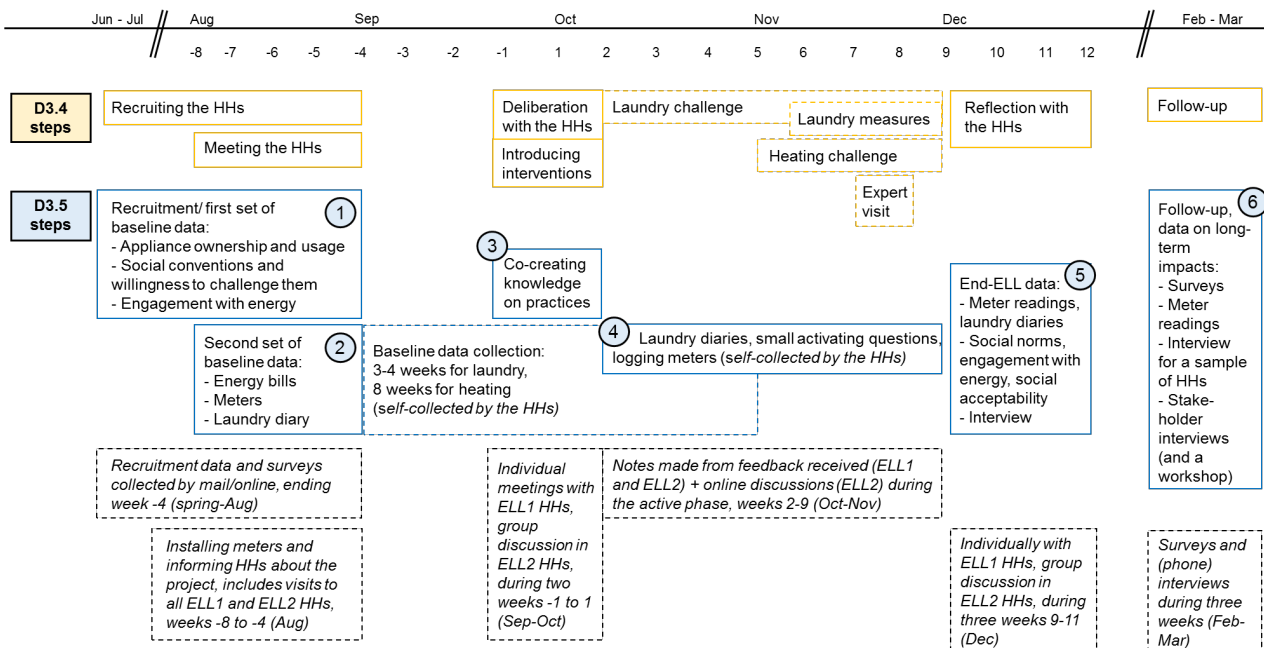 Jun - Jul Aug Sep Oct Nov Dec Feb - Mar
-8 -7 -6 -5 -4 -3 -2 -1 1 2 3 4 5 6 7 8 9 10 11 12
D3.4
steps
Recruiting the HHs
Meeting the HHs
Deliberation
with the HHs
Introducing
interventions
Laundry challenge
Laundry measures
Heating challenge
Expert
visit
Reflection with
the HHs
Follow-up
D3.5
steps
1
Recruitment/ first set of
baseline data:
- Appliance ownership and usage
- Social conventions and
willingness to challenge them
- Engagement with energy
2
Second set of
baseline data:
- Energy bills
- Meters
- Laundry diary
Baseline data collection:
3-4 weeks for laundry,
8 weeks for heating
(self-collected by the HHs)
3
Co-creating
knowledge
on practices
4
Laundry diaries, small activating questions,
logging meters (self-collected by the HHs)
5
End-ELL data:
- Meter readings,
laundry diaries
- Social norms,
engagement with
energy, social
acceptability
- Interview
6
Follow-up,
data on long-
term
impacts:
- Surveys
- Meter
readings
- Interview
for a sample
of HHs
- Stake-
holder
interviews
(and a
workshop)
Recruitment data and surveys
collected by mail/online, ending
week -4 (spring-Aug)
Installing meters and
informing HHs about the
project, includes visits to
all ELL1 and ELL2 HHs,
weeks -8 to -4 (Aug)
Individual
meetings with
ELL1 HHs,
group
discussion in
ELL2 HHs,
during two
weeks -1 to 1
(Sep-Oct)
Notes made from feedback received (ELL1
and ELL2) + online discussions (ELL2) during
the active phase, weeks 2-9 (Oct-Nov)
Individually with
ELL1 HHs, group
discussion in
ELL2 HHs, during
three weeks 9-11
(Dec)
Surveys and
(phone)
interviews
during three
weeks (Feb-
Mar)